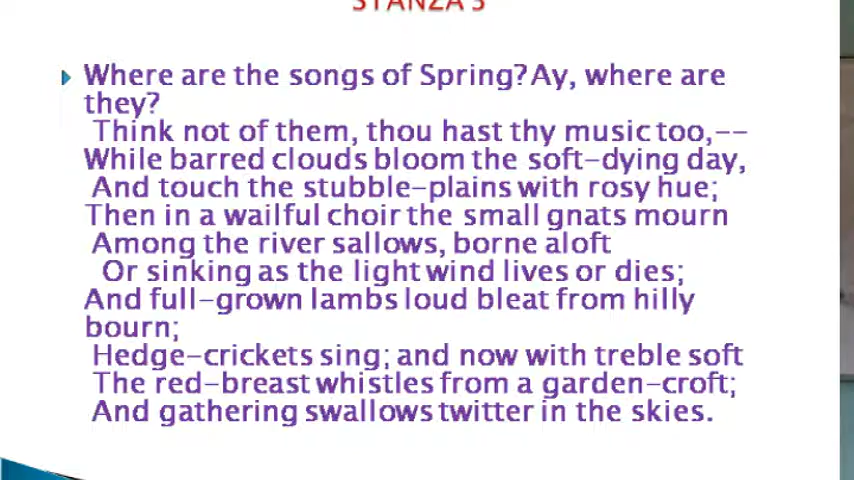 STANZA 3
Where are the songs of Spring? Ay, where are
they?
Think not of them, thou hast thy music too,--
While barred clouds bloom the soft-dying day,
And touch the stubble-plains with rosy hue;
Then in a wailful choir the small gnats mourn
Among the river sallows, borne aloft
Or sinking as the light wind lives or dies;
And full-grown lambs loud bleat from hilly
bourn;
Hedge-crickets sing; and now with treble soft
The red-breast whistles from a garden-croft;
And gathering swallows twitter in the skies.